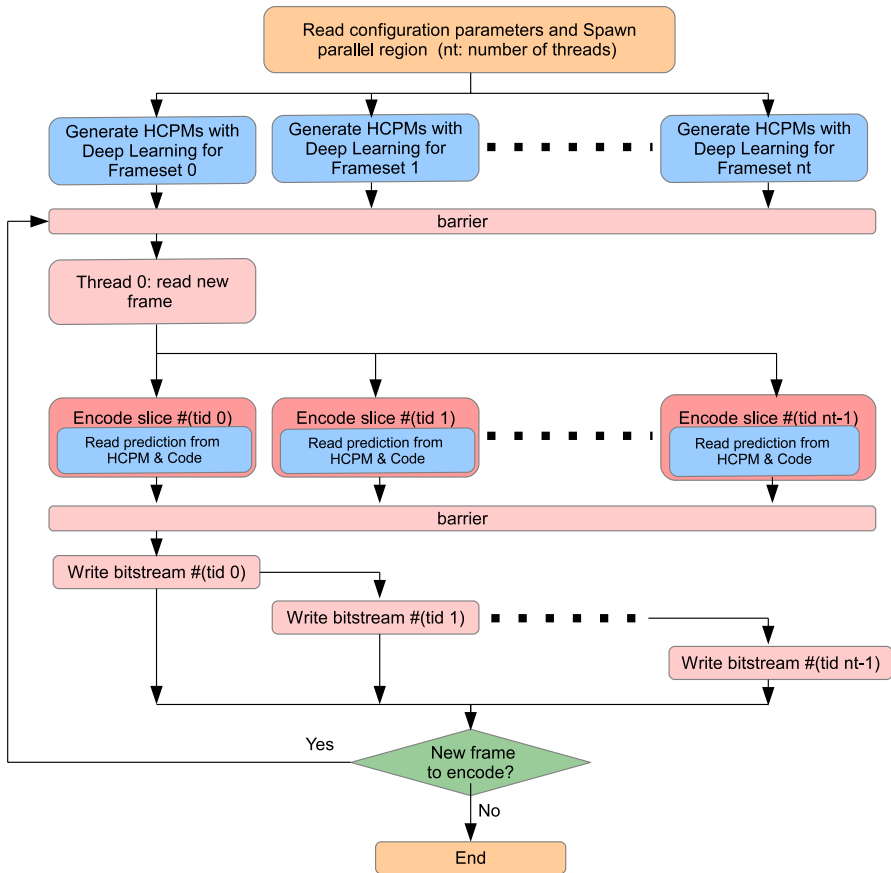 Read configuration parameters and Spawn
parallel region  (nt: number of threads)
Generate HCPMs with
Deep Learning for
Frameset 0
Generate HCPMs with
Deep Learning for
Frameset 1
Generate HCPMs with
Deep Learning for
Frameset nt
barrier
Thread 0: read new
frame
Encode slice #(tid 0)
Read prediction from
HCPM & Code
Encode slice #(tid 1)
Read prediction from
HCPM & Code
Encode slice #(tid nt-1)
Read prediction from
HCPM & Code
barrier
Write bitstream #(tid 0)
Write bitstream #(tid 1)
Write bitstream #(tid nt-1)
Yes
New frame
to encode?
No
End